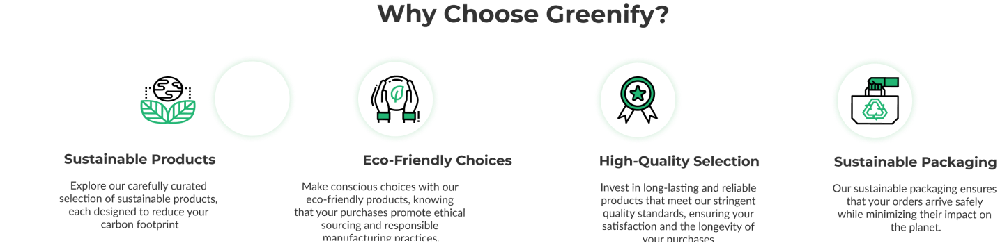 Why Choose Greenify?
Sustainable Products
Explore our carefully curated
selection of sustainable products,
each designed to reduce your
carbon footprint
Eco-Friendly Choices
Make conscious choices with our
eco-friendly products, knowing
that your purchases promote ethical
sourcing and responsible
manufacturing practices.
High-Quality Selection
Invest in long-lasting and reliable
products that meet our stringent
quality standards, ensuring your
satisfaction and the longevity of
your purchases.
Sustainable Packaging
Our sustainable packaging ensures
that your orders arrive safely
while minimizing their impact on
the planet.